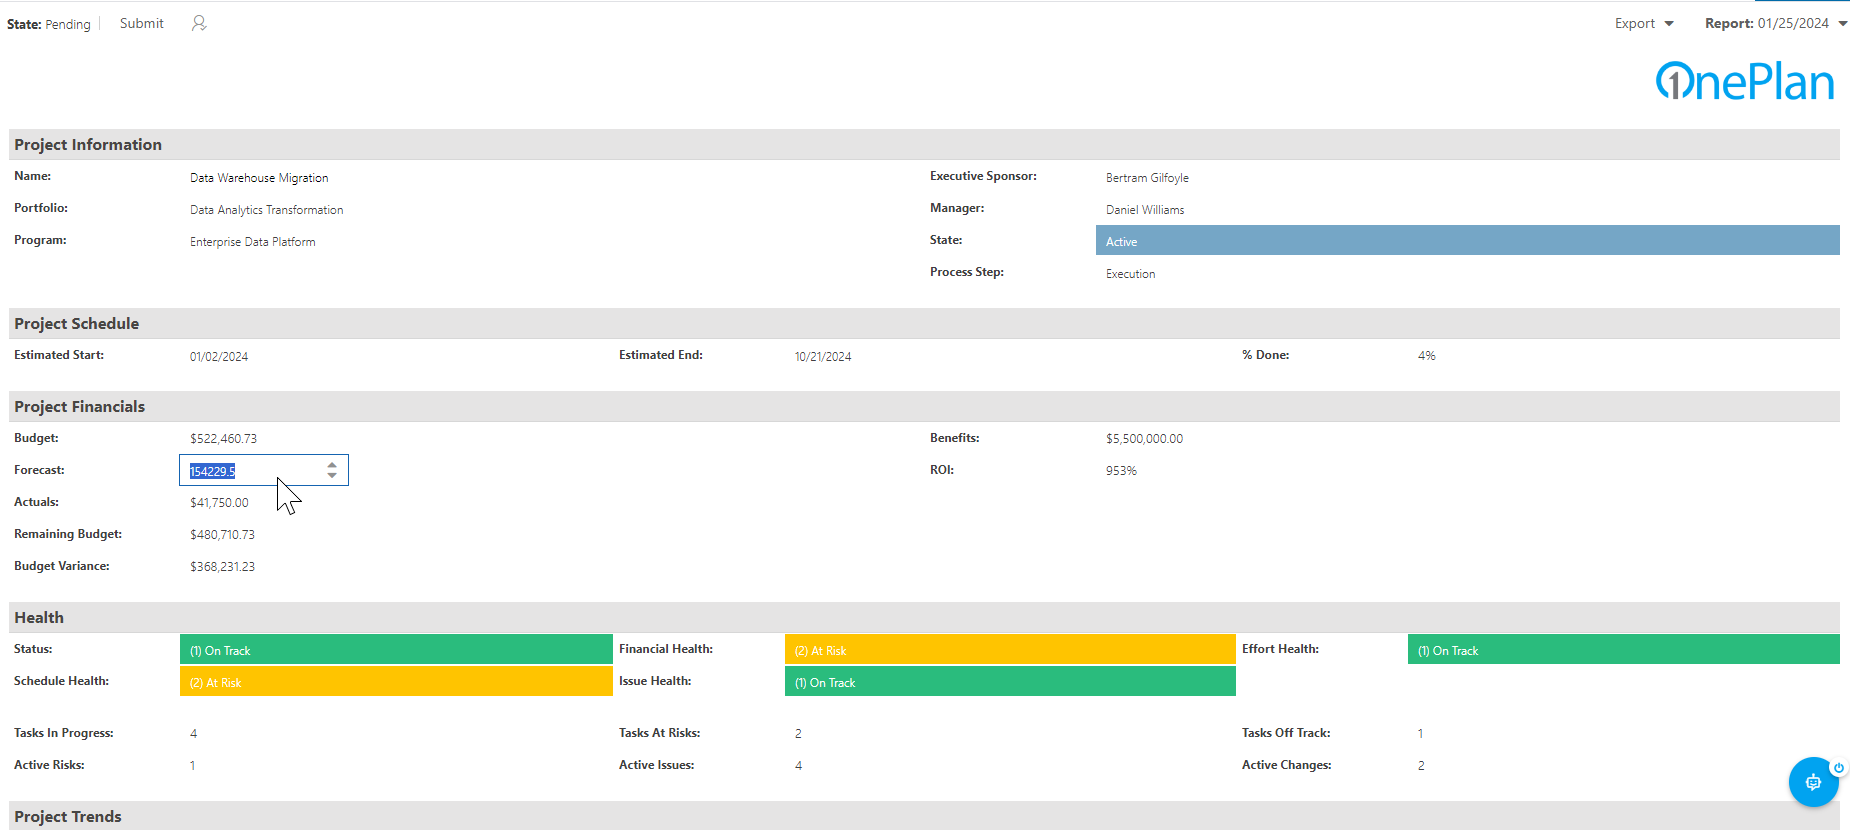 State: Pending Submit Export Report: 01/25/2024
1OnePlan
Project Information
Name: Data Warehouse Migration Executive Sponsor: Bertram Gilfoyle
Portfolio: Data Analytics Transformation Manager: Daniel Williams
Program: Enterprise Data Platform State: Active
Process Step: Execution
Project Schedule
Estimated Start: 01/02/2024 Estimated End: 10/21/2024 % Done: 4%
Project Financials
Budget: $522,460.73 Benefits: $5,500,000.00
Forecast: 154229.5 ROI: 953%
Actuals: $41,750.00
Remaining Budget: $480,710.73
Budget Variance: $368,231.23
Health
Status: (1) On Track Financial Health: (2) At Risk Effort Health: (1) On Track
Schedule Health: (2) At Risk Issue Health: (1) On Track
Tasks In Progress: 4 Tasks At Risks: 2 Tasks Off Track: 1
Active Risks: 1 Active Issues: 4 Active Changes: 2
Project Trends